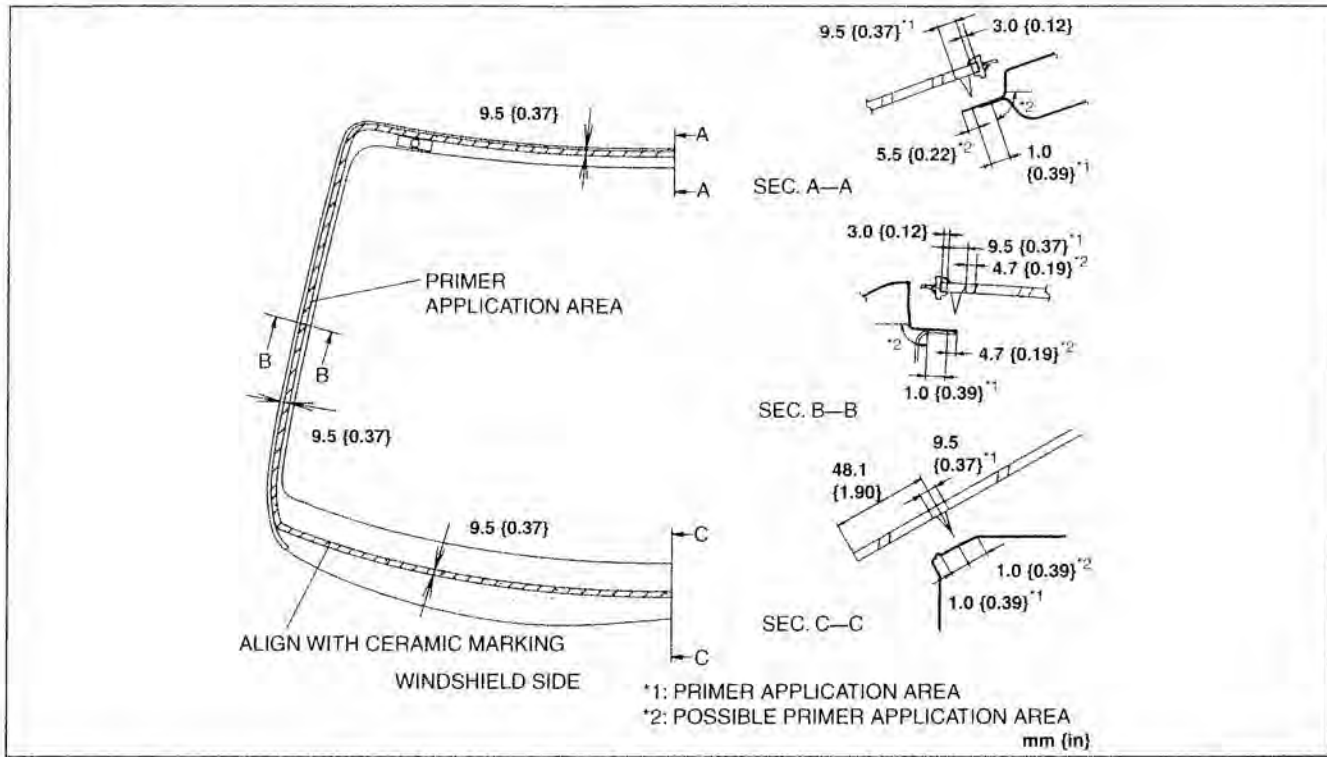 9.5 {0.37}
A
A
PRIMER
APPLICATION AREA
B
B
9.5 {0.37}
9.5 {0.37}
C
C
ALIGN WITH CERAMIC MARKING
WINDSHIELD SIDE
9.5 {0.37}*1
3.0 {0.12}
*2
5.5 {0.22}*2
1.0
{0.39}*1
SEC. A—A
3.0 {0.12}
9.5 {0.37}*1
4.7 {0.19}*2
*2
4.7 {0.19}*2
1.0 {0.39}*1
SEC. B—B
9.5
{0.37}*1
48.1
{1.90}
1.0 {0.39}*2
1.0 {0.39}*1
SEC. C—C
*1: PRIMER APPLICATION AREA
*2: POSSIBLE PRIMER APPLICATION AREA
mm {in}